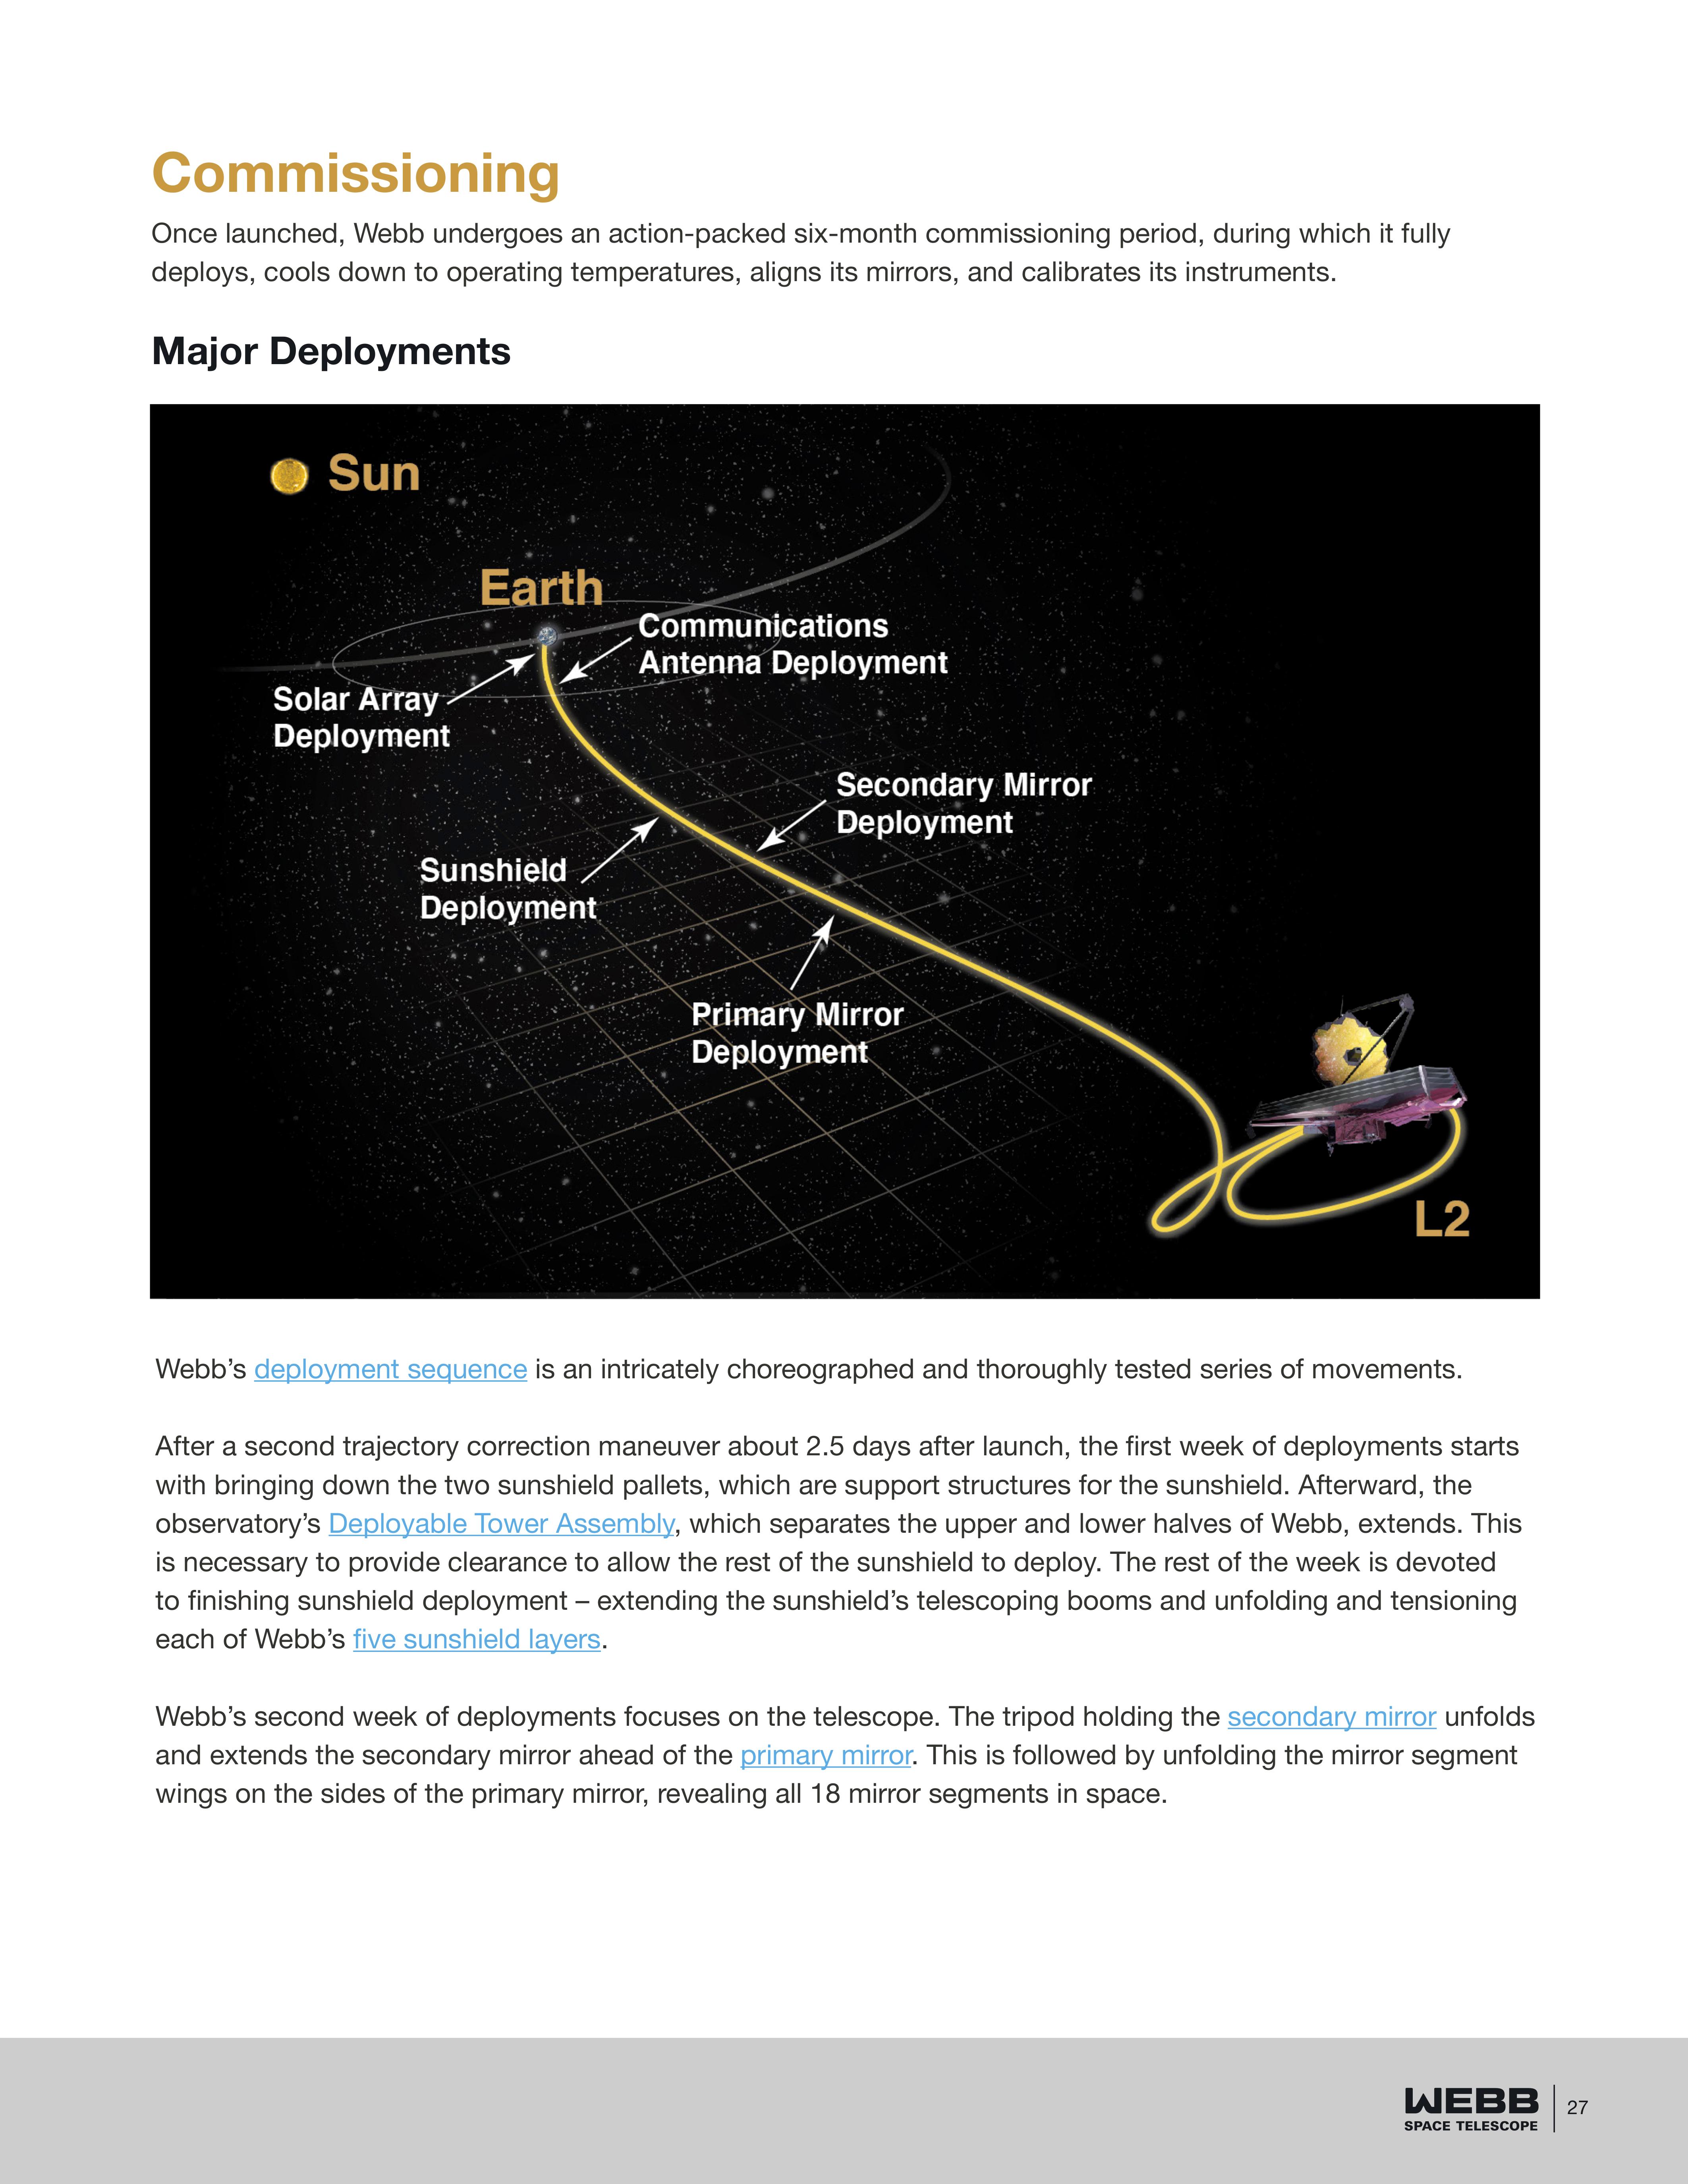 Commissioning
Once launched, Webb undergoes an action-packed six-month commissioning period, during which it fully
deploys, cools down to operating temperatures, aligns its mirrors, and calibrates its instruments.
Major Deployments
Sun
Earth
Communications
Antenna Deployment
Solar Array
Deployment
Secondary Mirror
Deployment
Sunshield
Deployment
Primary Mirror
Deployment
L2
Webb’s deployment sequence is an intricately choreographed and thoroughly tested series of movements.
After a second trajectory correction maneuver about 2.5 days after launch, the first week of deployments starts
with bringing down the two sunshield pallets, which are support structures for the sunshield. Afterward, the
observatory’s Deployable Tower Assembly, which separates the upper and lower halves of Webb, extends. This
is necessary to provide clearance to allow the rest of the sunshield to deploy. The rest of the week is devoted
to finishing sunshield deployment – extending the sunshield’s telescoping booms and unfolding and tensioning
each of Webb’s five sunshield layers.
Webb’s second week of deployments focuses on the telescope. The tripod holding the secondary mirror unfolds
and extends the secondary mirror ahead of the primary mirror. This is followed by unfolding the mirror segment
wings on the sides of the primary mirror, revealing all 18 mirror segments in space.
WEBB
SPACE TELESCOPE
27